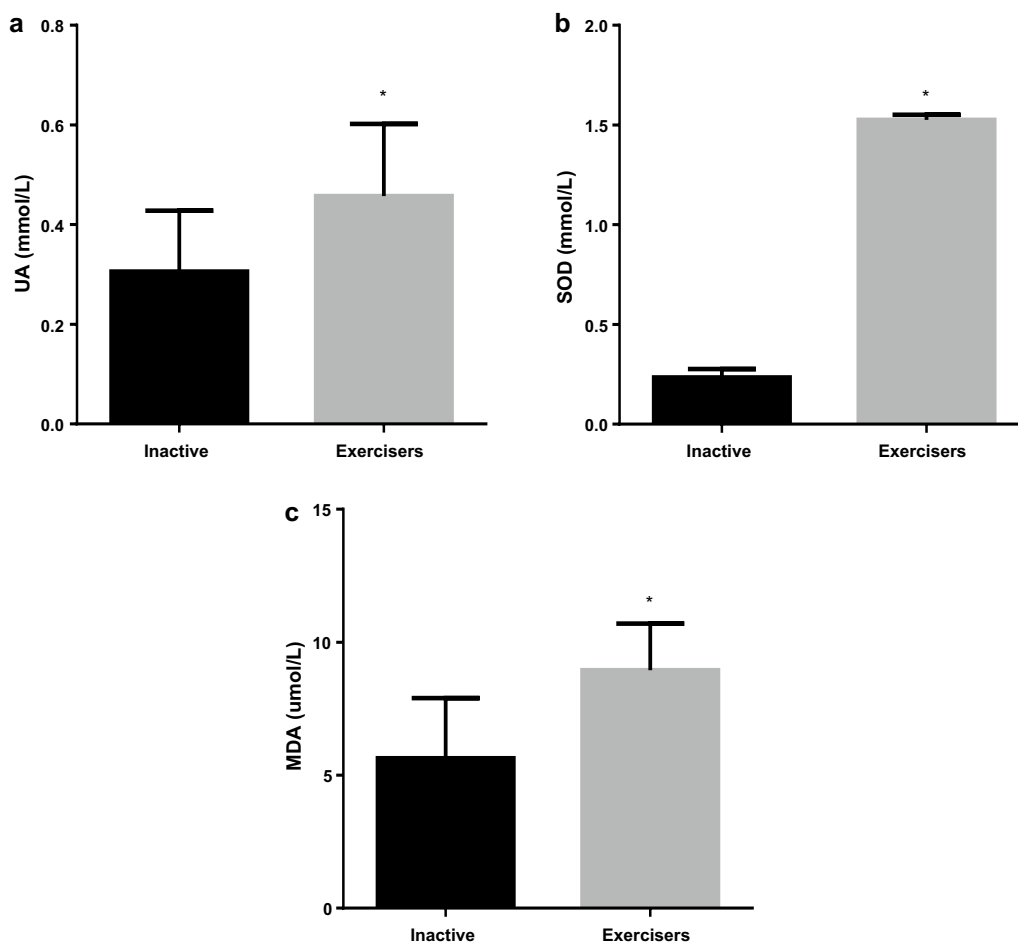 a
UA (mmol/L)
0.8
0.6
0.4
0.2
0.0
*
Inactive
Exercisers
b
SOD (mmol/L)
2.0
1.5
1.0
0.5
0.0
*
Inactive
Exercisers
c
MDA (umol/L)
15
10
5
0
*
Inactive
Exercisers